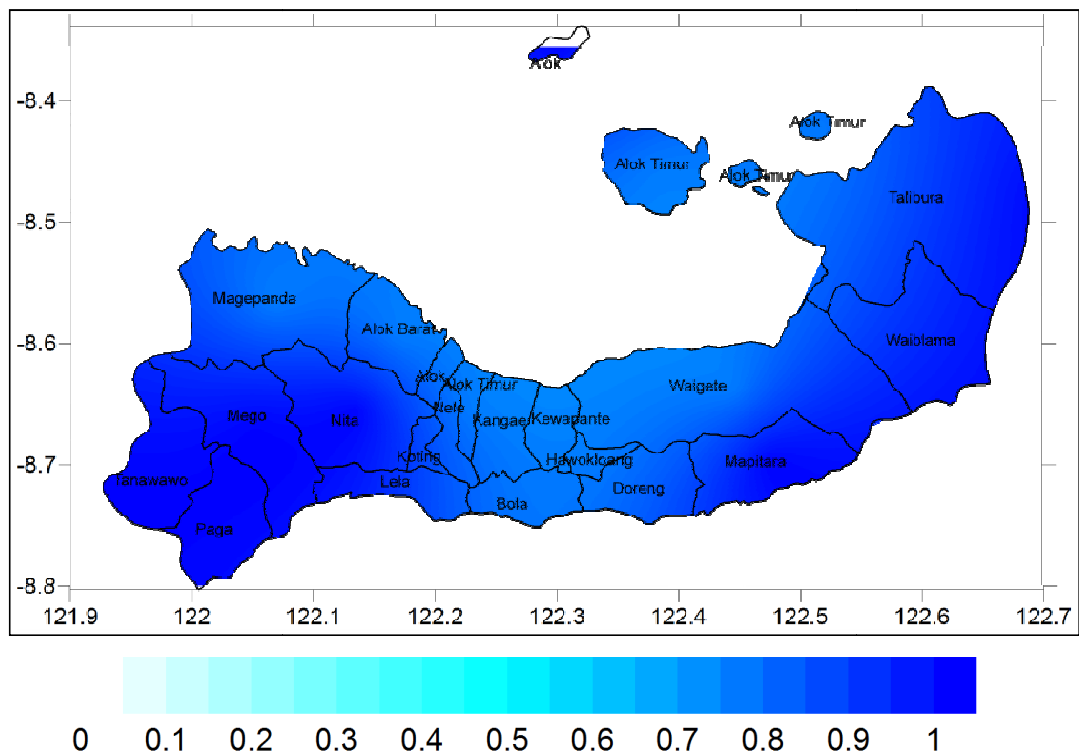 Alok
-8.4
Alok Timur
Alok Timur
Alok Timur
Talibura
-8.5
Magepanda
Alok Barat
-8.6
Waiblama
Alok
Alok Timur
Waigete
Nele
Mego
Nita
Kangae
Kewapante
Koting
Hawokloang
Mapitara
-8.7
Tanawawo
Lela
Doreng
Bola
Paga
-8.8
121.9 122 122.1 122.2 122.3 122.4 122.5 122.6 122.7
0 0.1 0.2 0.3 0.4 0.5 0.6 0.7 0.8 0.9 1